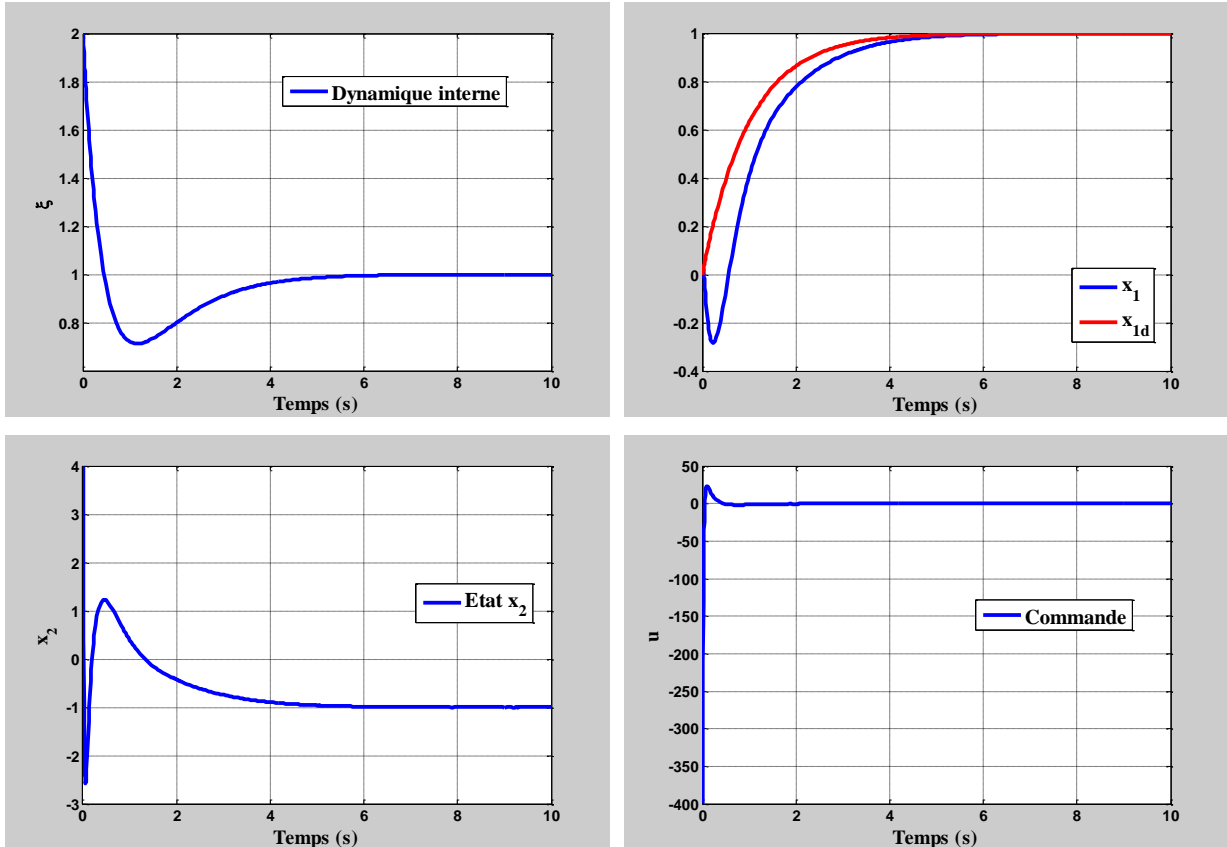 2
1.8
1.6
1.4
1.2
1
0.8
ξ
Dynamique interne
0 2 4 6 8 10
Temps (s)
1
0.8
0.6
0.4
0.2
0
-0.2
-0.4
x1
x1d
0 2 4 6 8 10
Temps (s)
4
3
2
1
0
-1
-2
-3
x2
Etat x2
0 2 4 6 8 10
Temps (s)
50
0
-50
-100
-150
-200
-250
-300
-350
-400
u
Commande
0 2 4 6 8 10
Temps (s)